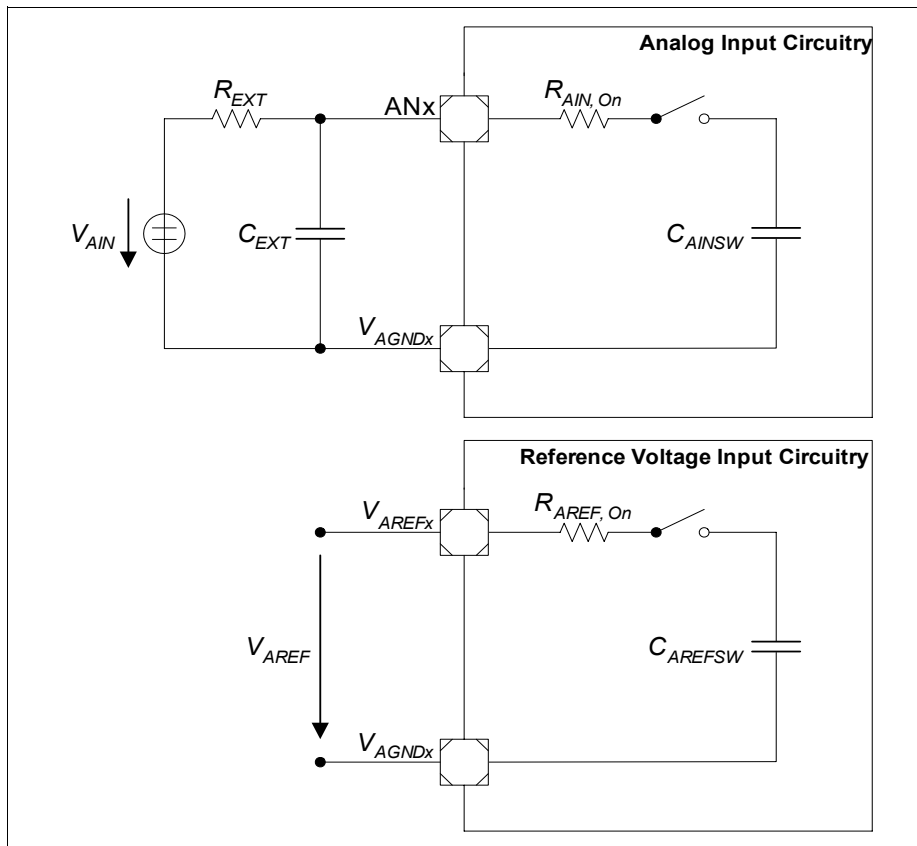 Analog Input Circuitry
R_EXT
ANx
R_AIN, On
V_AIN
C_EXT
C_AINSW
V_AGNDx
Reference Voltage Input Circuitry
V_AREFx
R_AREF, On
V_AREF
C_AREFSW
V_AGNDx